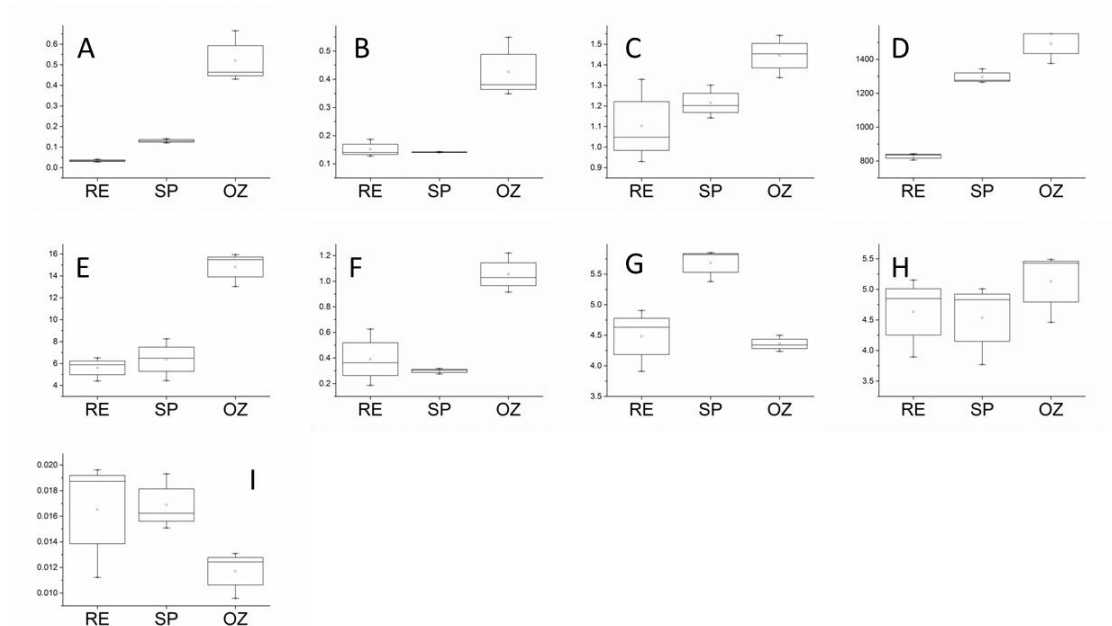 A
0.6
0.5
0.4
0.3
0.2
0.1
0.0
RE SP OZ
B
0.5
0.4
0.3
0.2
0.1
RE SP OZ
C
1.5
1.4
1.3
1.2
1.1
1.0
0.9
RE SP OZ
D
1400
1200
1000
800
RE SP OZ
E
16
14
12
10
8
6
4
RE SP OZ
F
1.2
1.0
0.8
0.6
0.4
0.2
RE SP OZ
G
5.5
5.0
4.5
4.0
3.5
RE SP OZ
H
5.5
5.0
4.5
4.0
3.5
RE SP OZ
I
0.020
0.018
0.016
0.014
0.012
0.010
RE SP OZ